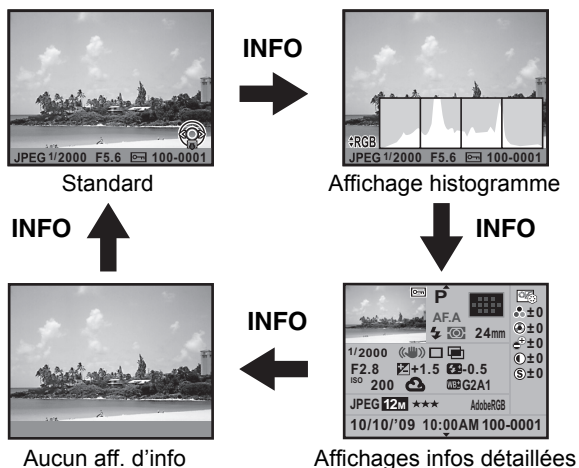 INFO
RGB
JPEG 1/2000 F5.6 100-0001
JPEG 1/2000 F5.6 100-0001
Standard
Affichage histogramme
INFO
INFO
P
AF.A
24mm
±0
±0
±0
±0
±0
1/2000
F2.8 +1.5 -0.5
ISO 200 WB± G2A1
JPEG 12M ★★★ AdobeRGB
10/10/'09 10:00AM 100-0001
INFO
Aucun aff. d'info
Affichages infos détaillées